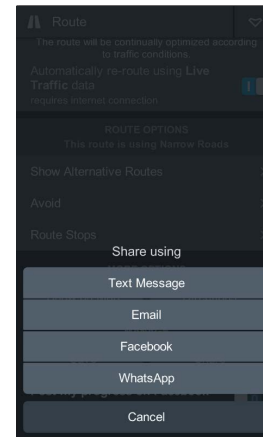 Route
The route will be continually optimized according
to traffic conditions.
Automatically re-route using Live
Traffic data
requires Internet connection
ROUTE OPTIONS
This route is using Narrow Roads
Show Alternative Routes
Avoid
Route Stops
Share using
Text Message
Email
Facebook
WhatsApp
Cancel